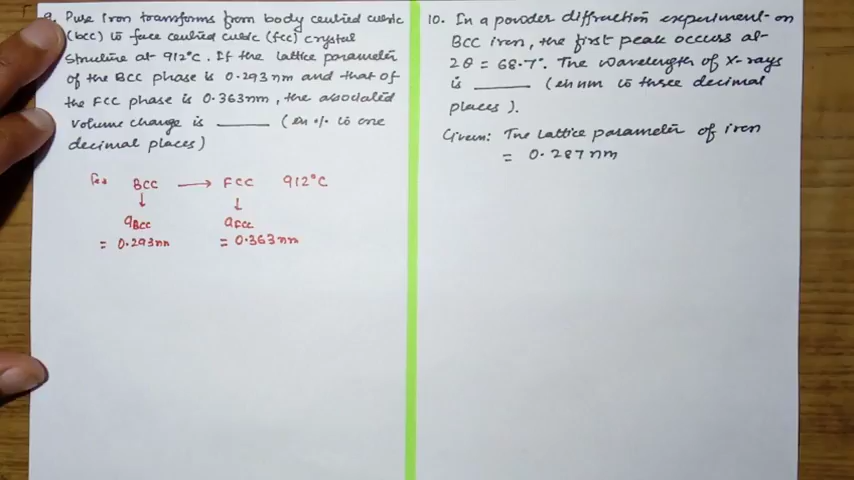 9. Pure Iron transforms from body centred cubic
(bcc) to face centred cubic (fcc) crystal
structure at 912°C. If the lattice parameter
of the BCC phase is 0.293 nm and that of
the FCC phase is 0.363nm, the associated
volume change is ______ (in % to one
decimal places)
Fe: BCC → FCC 912°C
↓ ↓
aBCC aFCC
= 0.293nm = 0.363nm
10. In a powder diffraction experiment on
BCC iron, the first peak occurs at
2θ = 68.7°. The wavelength of X-rays
is ______ (in nm to three decimal
places).
Given: The lattice parameter of iron
= 0.287nm